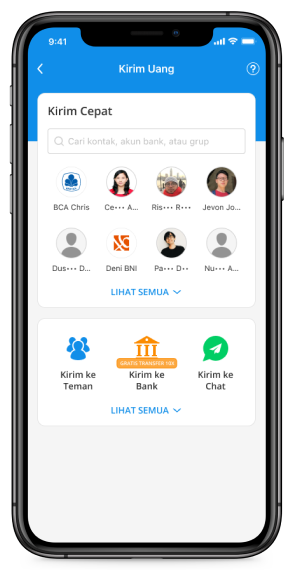 9:41
Kirim Uang
Kirim Cepat
Cari kontak, akun bank, atau grup
BCA Chris
Ce••• A...
Ris••• R•••
Jevon Jo...
Dus••• D...
Deni BNI
Pa••• D••
Nu••• A...
LIHAT SEMUA
GRATIS TRANSFER 10X
Kirim ke
Teman
Kirim ke
Bank
Kirim ke
Chat
LIHAT SEMUA